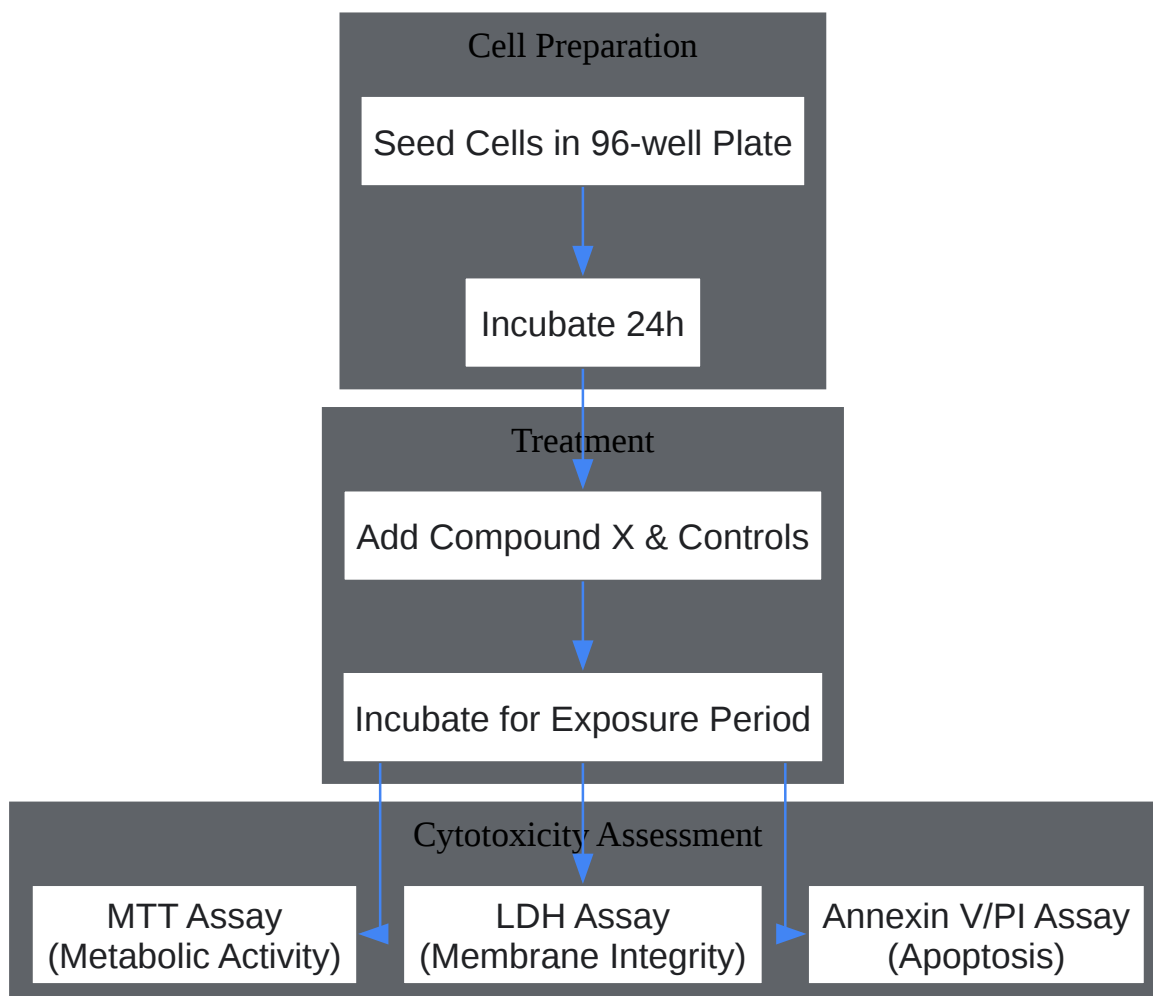 Cell Preparation
Seed Cells in 96-well Plate
Incubate 24h
Treatment
Add Compound X & Controls
Incubate for Exposure Period
Cytotoxicity Assessment
MTT Assay
(Metabolic Activity)
LDH Assay
(Membrane Integrity)
Annexin V/PI Assay
(Apoptosis)